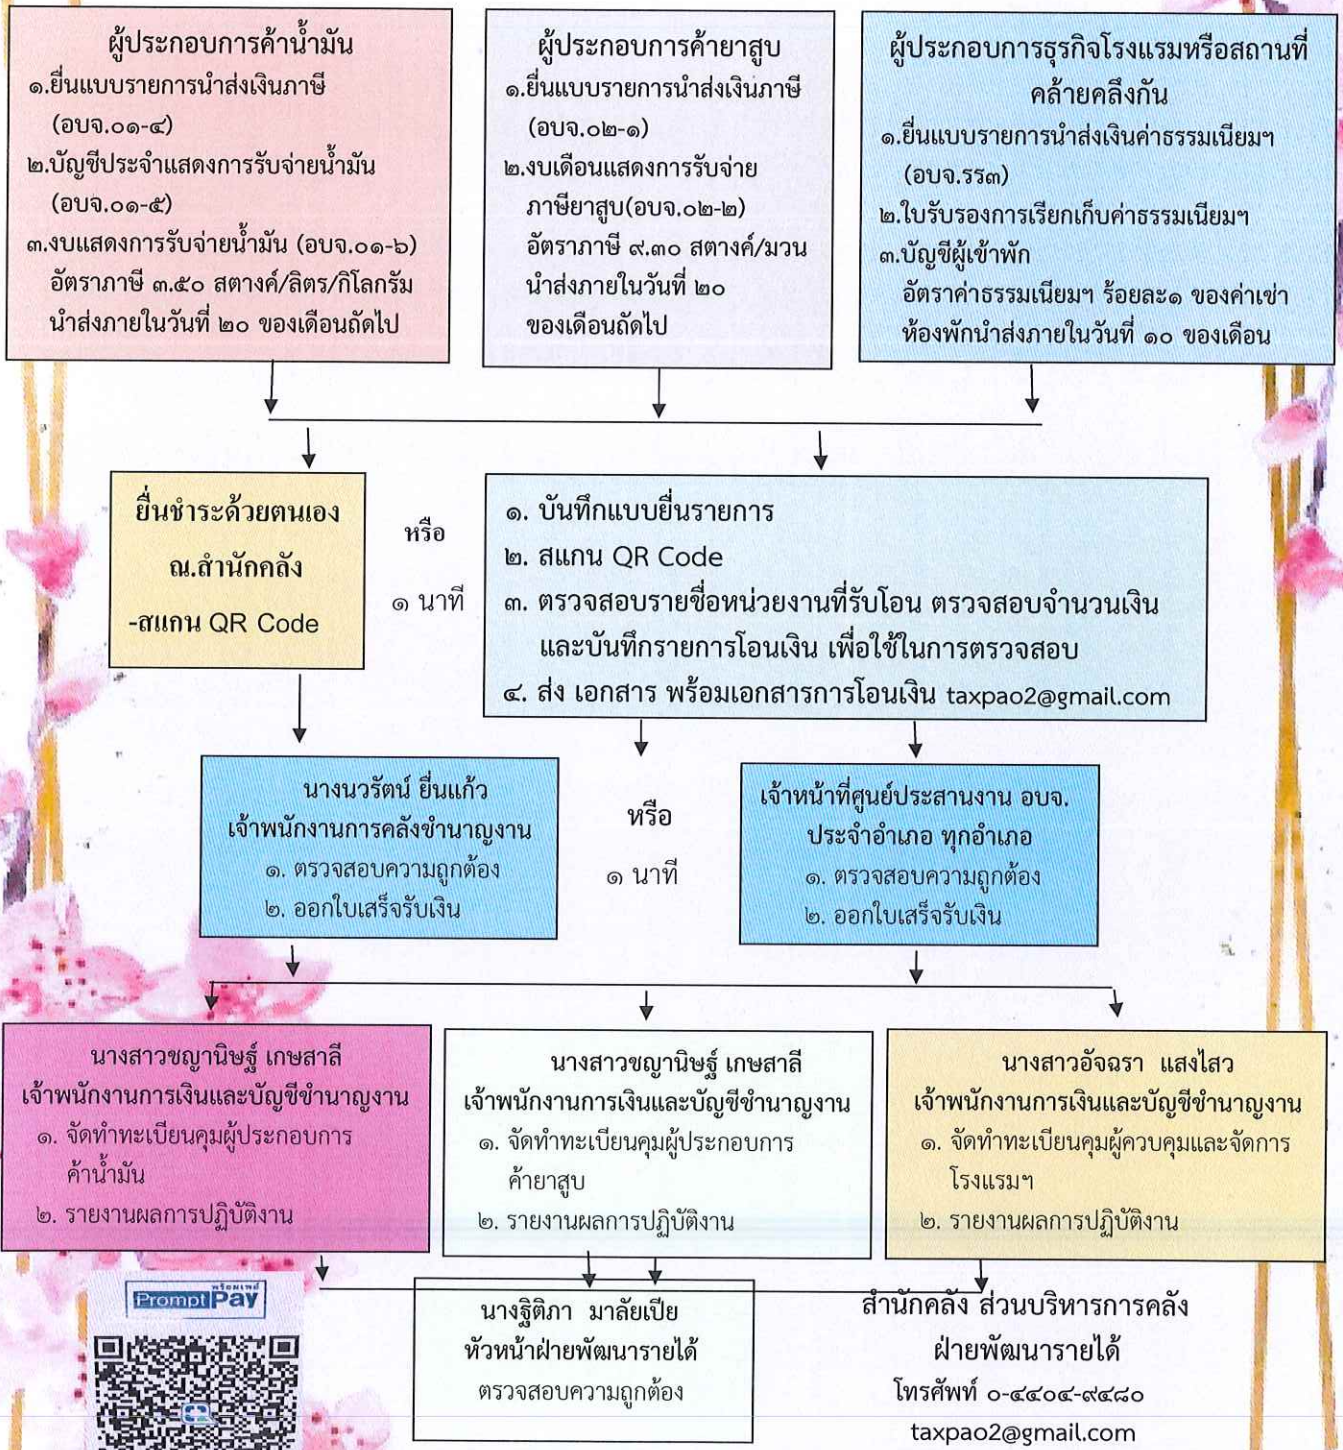 ผู้ประกอบการค้าน้ำมัน
๑.ยื่นแบบรายการนำส่งเงินภาษี
(อบจ.๐๑-๔)
๒.บัญชีประจำแสดงการรับจ่ายน้ำมัน
(อบจ.๐๑-๕)
๓.งบแสดงการรับจ่ายน้ำมัน (อบจ.๐๑-๖)
อัตราภาษี ๓.๕๐ สตางค์/ลิตร/กิโลกรัม
นำส่งภายในวันที่ ๒๐ ของเดือนถัดไป
ผู้ประกอบการค้ายาสูบ
๑.ยื่นแบบรายการนำส่งเงินภาษี
(อบจ.๐๒-๑)
๒.งบเดือนแสดงการรับจ่าย
ภาษียาสูบ(อบจ.๐๒-๒)
อัตราภาษี ๙.๓๐ สตางค์/มวน
นำส่งภายในวันที่ ๒๐
ของเดือนถัดไป
ผู้ประกอบการธุรกิจโรงแรมหรือสถานที่
คล้ายคลึงกัน
๑.ยื่นแบบรายการนำส่งเงินค่าธรรมเนียมฯ
(อบจ.รร๓)
๒.ใบรับรองการเรียกเก็บค่าธรรมเนียมฯ
๓.บัญชีผู้เข้าพัก
อัตราค่าธรรมเนียมฯ ร้อยละ๑ ของค่าเช่า
ห้องพักนำส่งภายในวันที่ ๑๐ ของเดือน
ยื่นชำระด้วยตนเอง
ณ.สำนักคลัง
-สแกน QR Code
หรือ
๑ นาที
๑. บันทึกแบบยื่นรายการ
๒. สแกน QR Code
๓. ตรวจสอบรายชื่อหน่วยงานที่รับโอน ตรวจสอบจำนวนเงิน
และบันทึกรายการโอนเงิน เพื่อใช้ในการตรวจสอบ
๔. ส่ง เอกสาร พร้อมเอกสารการโอนเงิน taxpao2@gmail.com
นางนวรัตน์ ยื่นแก้ว
เจ้าพนักงานการคลังชำนาญงาน
๑. ตรวจสอบความถูกต้อง
๒. ออกใบเสร็จรับเงิน
หรือ
๑ นาที
เจ้าหน้าที่ศูนย์ประสานงาน อบจ.
ประจำอำเภอ ทุกอำเภอ
๑. ตรวจสอบความถูกต้อง
๒. ออกใบเสร็จรับเงิน
นางสาวชญานิษฐ์ เกษสาลี
เจ้าพนักงานการเงินและบัญชีชำนาญงาน
๑. จัดทำทะเบียนคุมผู้ประกอบการ
ค้าน้ำมัน
๒. รายงานผลการปฏิบัติงาน
นางสาวชญานิษฐ์ เกษสาลี
เจ้าพนักงานการเงินและบัญชีชำนาญงาน
๑. จัดทำทะเบียนคุมผู้ประกอบการ
ค้ายาสูบ
๒. รายงานผลการปฏิบัติงาน
นางสาวอัจฉรา แสงไสว
เจ้าพนักงานการเงินและบัญชีชำนาญงาน
๑. จัดทำทะเบียนคุมผู้ควบคุมและจัดการ
โรงแรมฯ
๒. รายงานผลการปฏิบัติงาน
พร้อมเพย์
PromptPay
นางฐิติภา มาลัยเปีย
หัวหน้าฝ่ายพัฒนารายได้
ตรวจสอบความถูกต้อง
สำนักคลัง ส่วนบริหารการคลัง
ฝ่ายพัฒนารายได้
โทรศัพท์ ๐-๔๔๐๔-๙๔๘๐
taxpao2@gmail.com